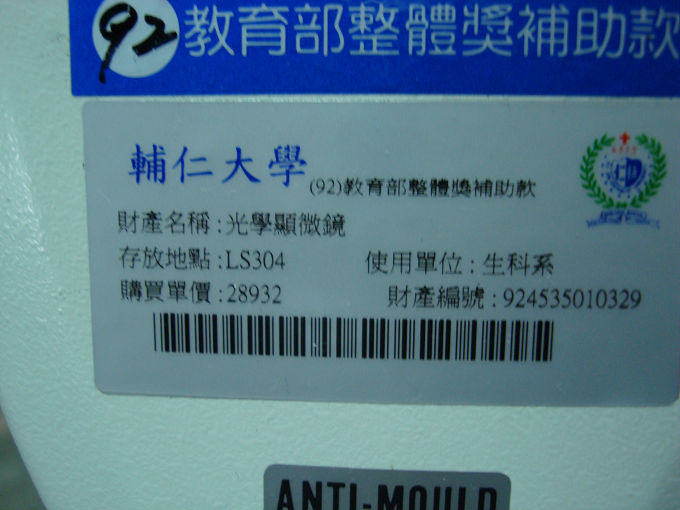 92教育部整體獎補助款
輔仁大學
(92)教育部整體獎補助款
財產名稱:光學顯微鏡
存放地點:LS304 使用單位:生科系
購買單價:28932 財產編號:924535010329
ANTI-MOULD